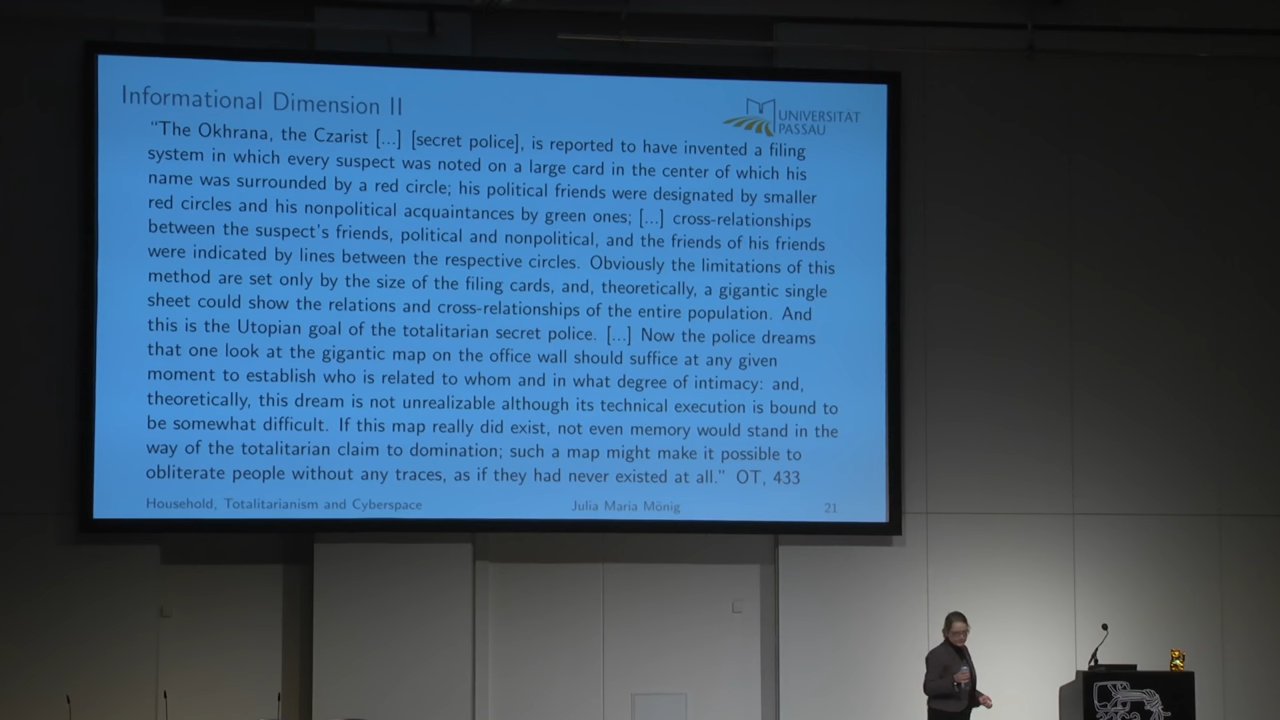 Informational Dimension II
UNIVERSITÄT
PASSAU
“The Okhrana, the Czarist [...] [secret police], is reported to have invented a filing
system in which every suspect was noted on a large card in the center of which his
name was surrounded by a red circle; his political friends were designated by smaller
red circles and his nonpolitical acquaintances by green ones; [...] cross-relationships
between the suspect's friends, political and nonpolitical, and the friends of his friends
were indicated by lines between the respective circles. Obviously the limitations of this
method are set only by the size of the filing cards, and, theoretically, a gigantic single
sheet could show the relations and cross-relationships of the entire population. And
this is the Utopian goal of the totalitarian secret police. [...] Now the police dreams
that one look at the gigantic map on the office wall should suffice at any given
moment to establish who is related to whom and in what degree of intimacy: and,
theoretically, this dream is not unrealizable although its technical execution is bound to
be somewhat difficult. If this map really did exist, not even memory would stand in the
way of the totalitarian claim to domination; such a map might make it possible to
obliterate people without any traces, as if they had never existed at all.” OT, 433
Household, Totalitarianism and Cyberspace
Julia Maria Mönig
21